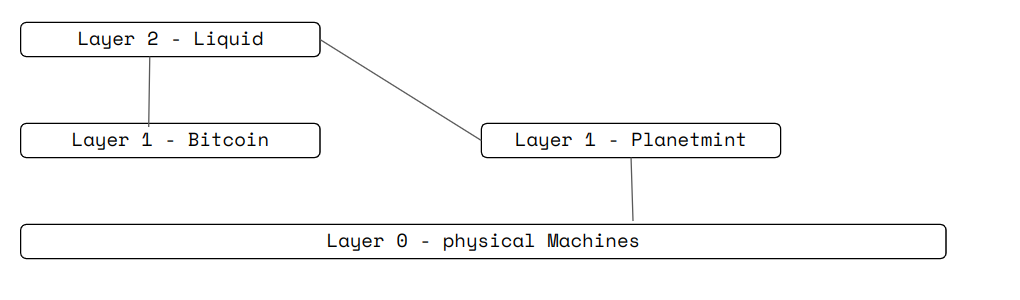 Layer 2 - Liquid
Layer 1 - Bitcoin
Layer 1 - Planetmint
Layer 0 - physical Machines